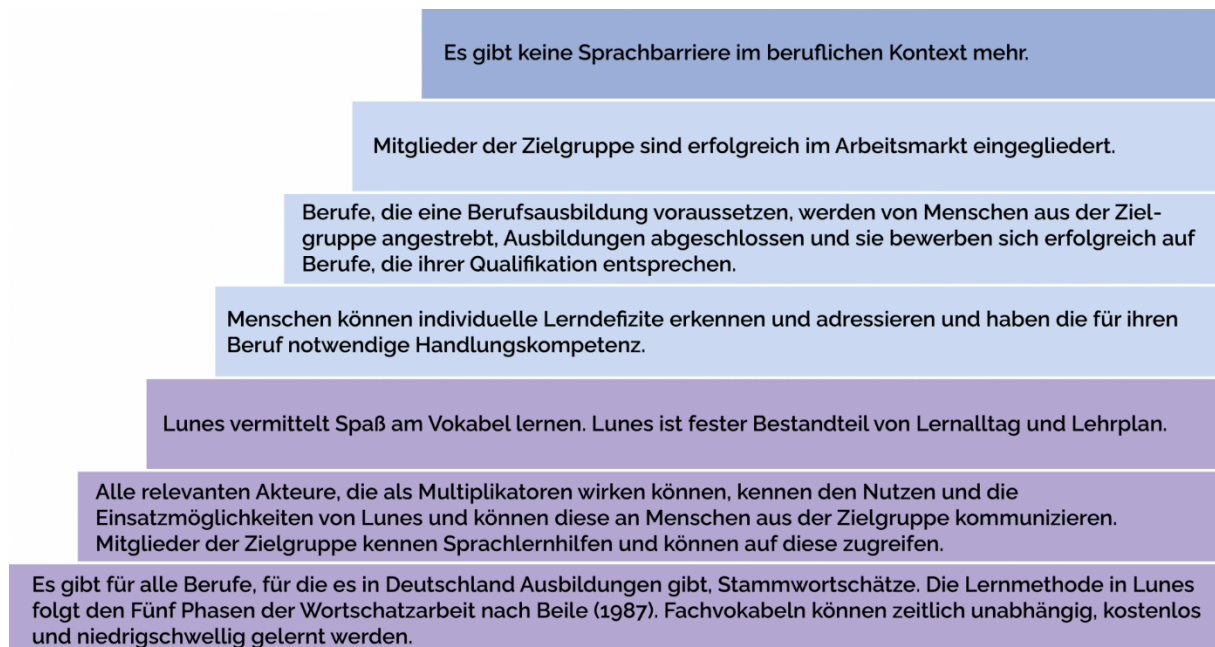 Es gibt keine Sprachbarriere im beruflichen Kontext mehr.
Mitglieder der Zielgruppe sind erfolgreich im Arbeitsmarkt eingegliedert.
Berufe, die eine Berufsausbildung voraussetzen, werden von Menschen aus der Ziel-
gruppe angestrebt, Ausbildungen abgeschlossen und sie bewerben sich erfolgreich auf
Berufe, die ihrer Qualifikation entsprechen.
Menschen können individuelle Lerndefizite erkennen und adressieren und haben die für ihren
Beruf notwendige Handlungskompetenz.
Lunes vermittelt Spaß am Vokabel lernen. Lunes ist fester Bestandteil von Lernalltag und Lehrplan.
Alle relevanten Akteure, die als Multiplikatoren wirken können, kennen den Nutzen und die
Einsatzmöglichkeiten von Lunes und können diese an Menschen aus der Zielgruppe kommunizieren.
Mitglieder der Zielgruppe kennen Sprachlernhilfen und können auf diese zugreifen.
Es gibt für alle Berufe, für die es in Deutschland Ausbildungen gibt, Stammwortschätze. Die Lernmethode in Lunes
folgt den Fünf Phasen der Wortschatzarbeit nach Beile (1987). Fachvokabeln können zeitlich unabhängig, kostenlos
und niedrigschwellig gelernt werden.